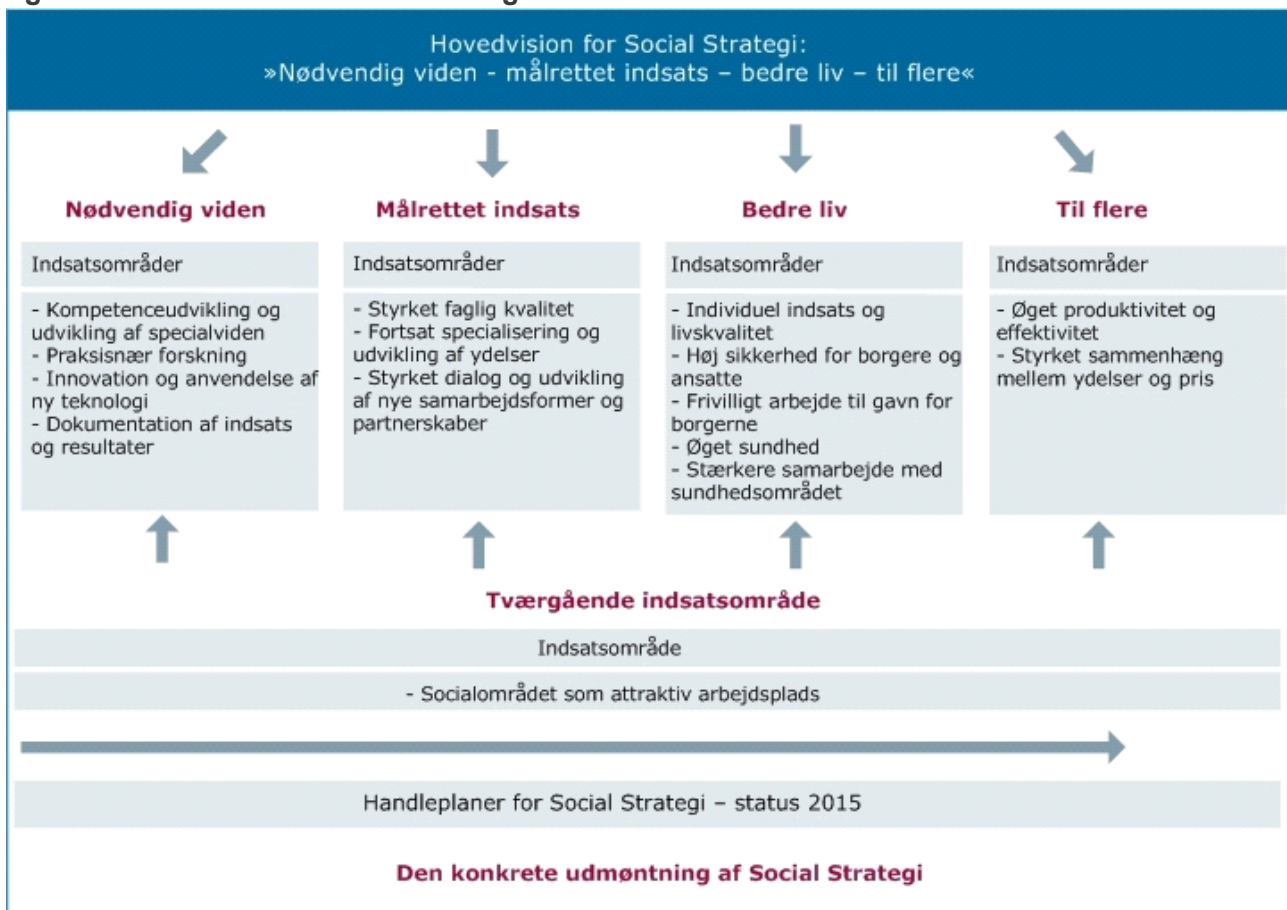 Hovedvision for Social Strategi:
»Nødvendig viden - målrettet indsats – bedre liv – til flere«
Nødvendig viden
Indsatsområder
- Kompetenceudvikling og
udvikling af specialviden
- Praksisnær forskning
- Innovation og anvendelse af
ny teknologi
- Dokumentation af indsats
og resultater
Målrettet indsats
Indsatsområder
- Styrket faglig kvalitet
- Fortsat specialisering og
udvikling af ydelser
- Styrket dialog og udvikling
af nye samarbejdsformer og
partnerskaber
Bedre liv
Indsatsområder
- Individuel indsats og
livskvalitet
- Høj sikkerhed for borgere og
ansatte
- Frivilligt arbejde til gavn for
borgerne
- Øget sundhed
- Stærkere samarbejde med
sundhedsområdet
Til flere
Indsatsområder
- Øget produktivitet og
effektivitet
- Styrket sammenhæng
mellem ydelser og pris
Tværgående indsatsområde
Indsatsområde
- Socialområdet som attraktiv arbejdsplads
Handleplaner for Social Strategi – status 2015
Den konkrete udmøntning af Social Strategi